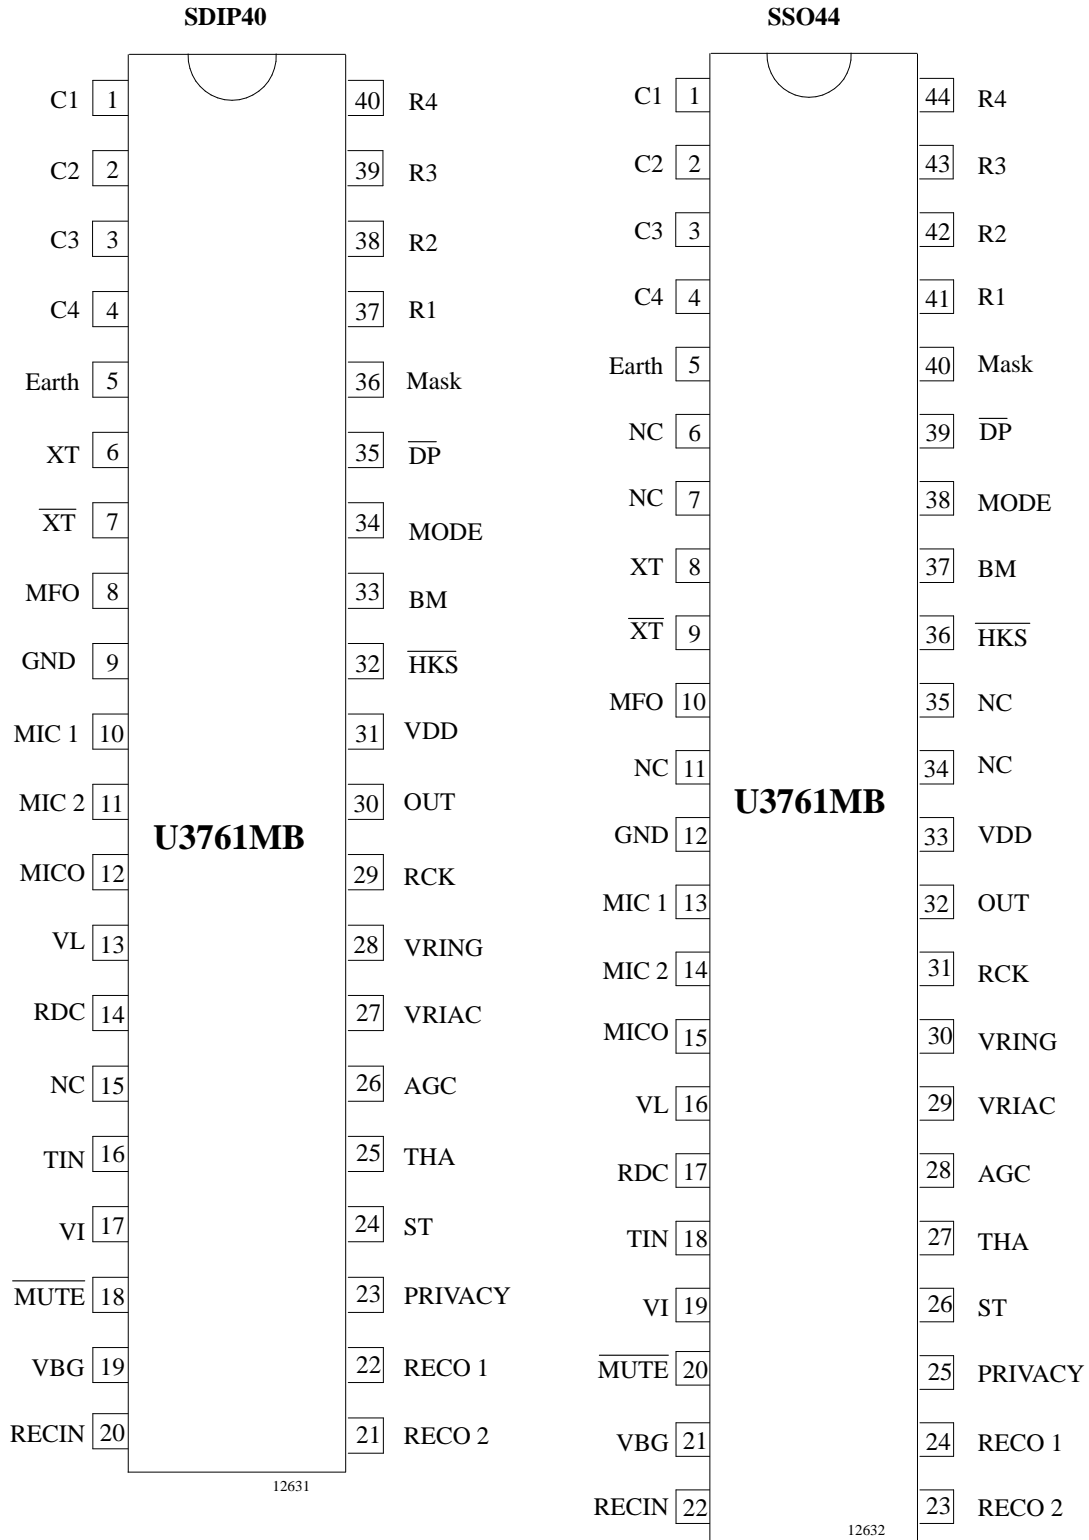 SDIP40
C1 1 40 R4
C2 2 39 R3
C3 3 38 R2
C4 4 37 R1
Earth 5 36 Mask
XT 6 35 D̅P̅
X̅T̅ 7 34 MODE
MFO 8 33 BM
GND 9 32 H̅K̅S̅
MIC 1 10 31 VDD
MIC 2 11 30 OUT
U3761MB
MICO 12 29 RCK
VL 13 28 VRING
RDC 14 27 VRIAC
NC 15 26 AGC
TIN 16 25 THA
VI 17 24 ST
M̅U̅T̅E̅ 18 23 PRIVACY
VBG 19 22 RECO 1
RECIN 20 21 RECO 2
12631
SSO44
C1 1 44 R4
C2 2 43 R3
C3 3 42 R2
C4 4 41 R1
Earth 5 40 Mask
NC 6 39 D̅P̅
NC 7 38 MODE
XT 8 37 BM
X̅T̅ 9 36 H̅K̅S̅
MFO 10 35 NC
NC 11 34 NC
U3761MB
GND 12 33 VDD
MIC 1 13 32 OUT
MIC 2 14 31 RCK
MICO 15 30 VRING
VL 16 29 VRIAC
RDC 17 28 AGC
TIN 18 27 THA
VI 19 26 ST
M̅U̅T̅E̅ 20 25 PRIVACY
VBG 21 24 RECO 1
RECIN 22 23 RECO 2
12632